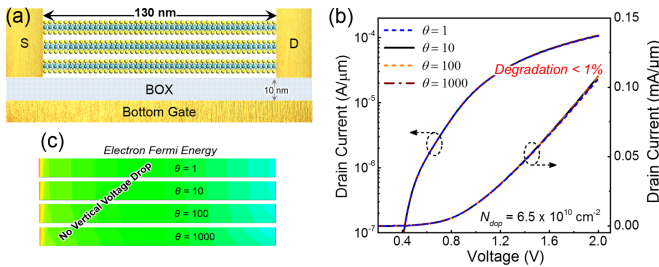 (a)
130 nm
S
D
BOX
10 nm
Bottom Gate
(c)
Electron Fermi Energy
θ = 1
θ = 10
θ = 100
θ = 1000
No Vertical Voltage Drop
(b)
Drain Current (A/μm)
10⁻⁴
10⁻⁵
10⁻⁶
10⁻⁷
θ = 1
θ = 10
θ = 100
θ = 1000
Degradation < 1%
N_dop = 6.5 x 10¹⁰ cm⁻²
0.4 0.8 1.2 1.6 2.0
Voltage (V)
0.15
0.10
0.05
0.00
Drain Current (mA/μm)